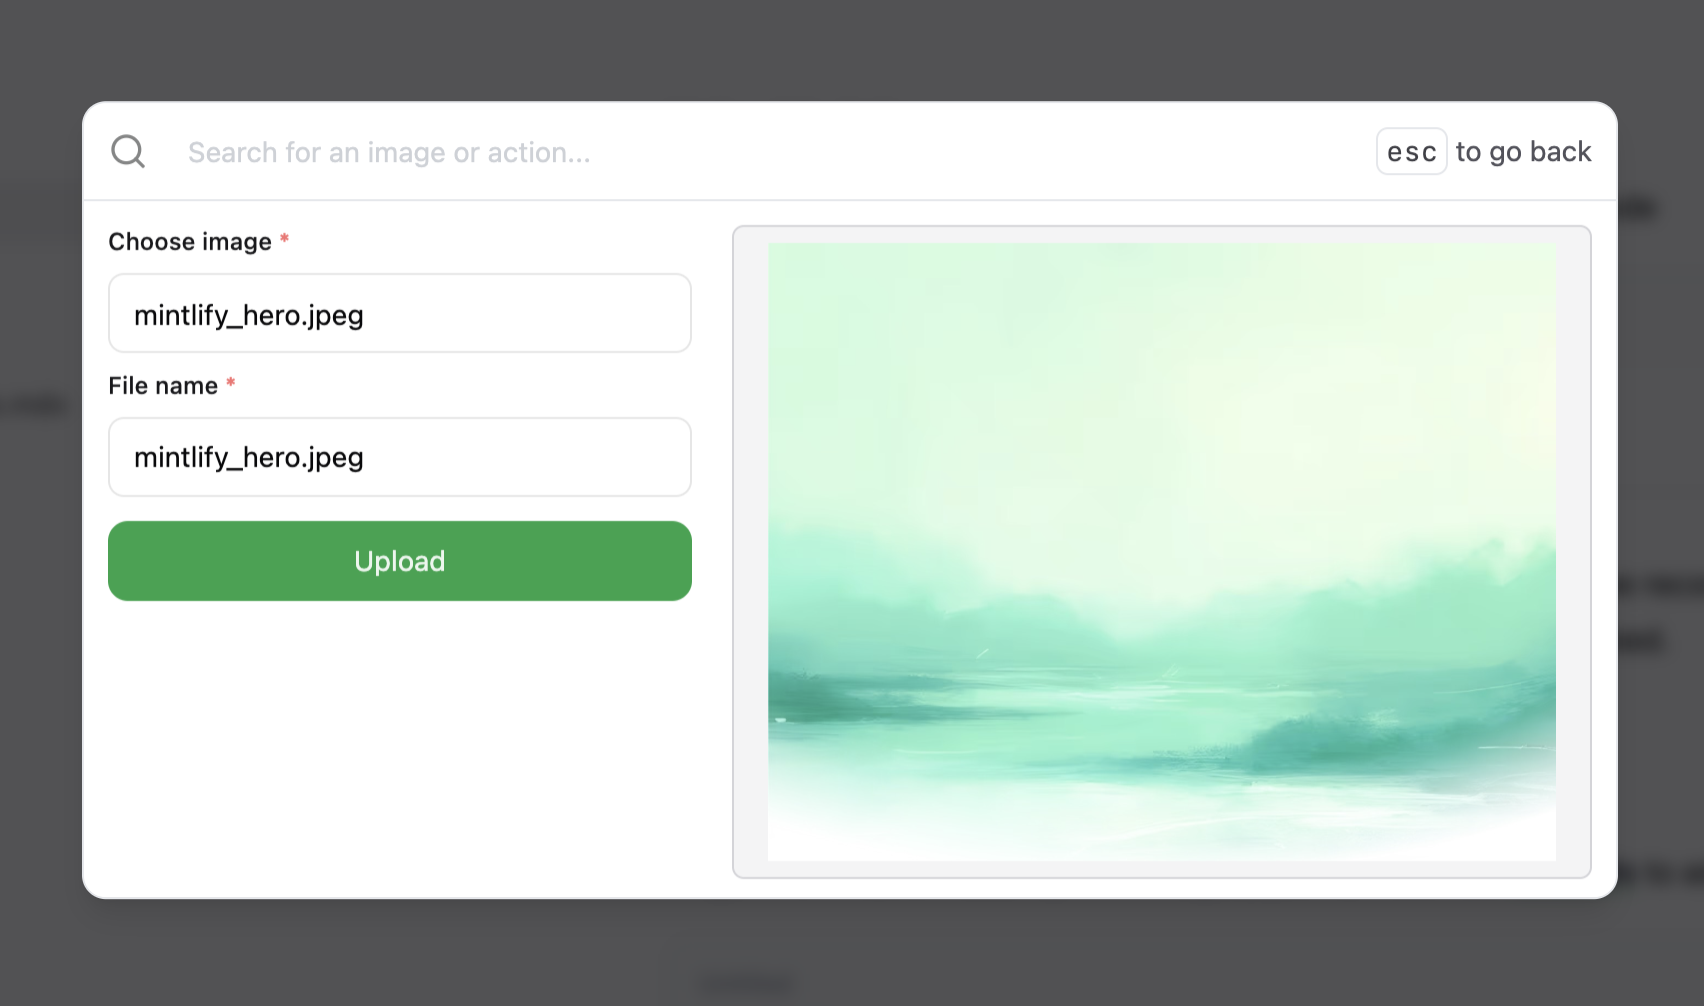 Search for an image or action...
esc to go back
Choose image *
mintlify_hero.jpeg
File name *
mintlify_hero.jpeg
Upload